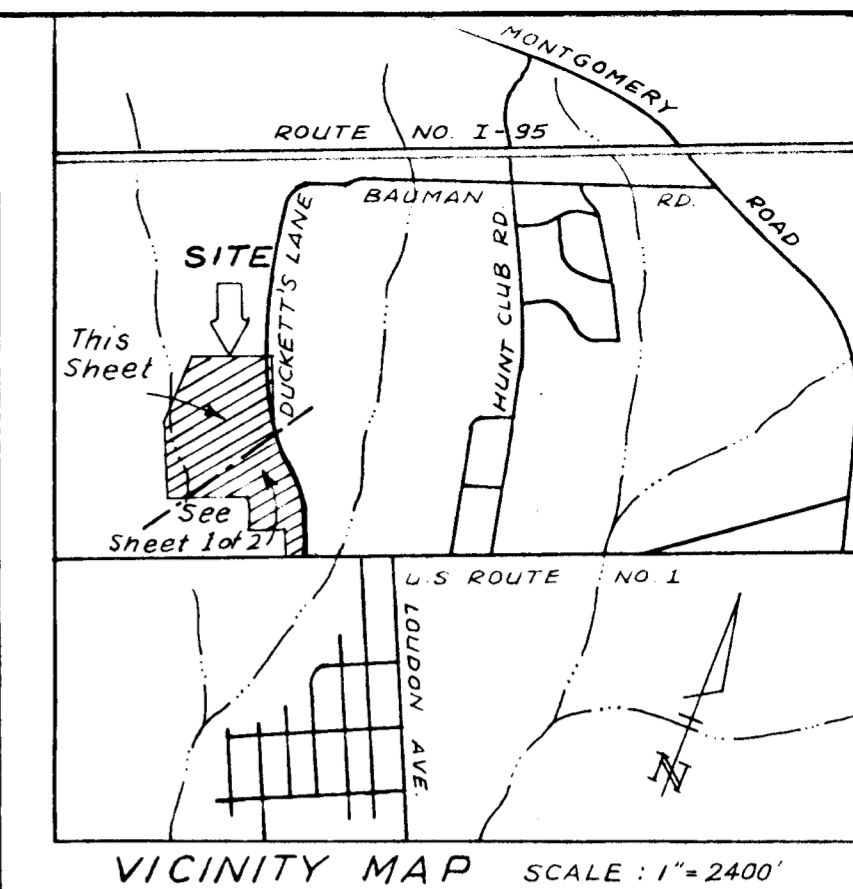 MONTGOMERY
ROAD
ROUTE NO. I-95
BAUMAN RD.
SITE
DUCKETT'S LANE
HUNT CLUB RD.
This
Sheet
See
Sheet 1 of 2
U.S ROUTE NO. 1
LOUDON AVE.
N
VICINITY MAP SCALE : 1"= 2400'